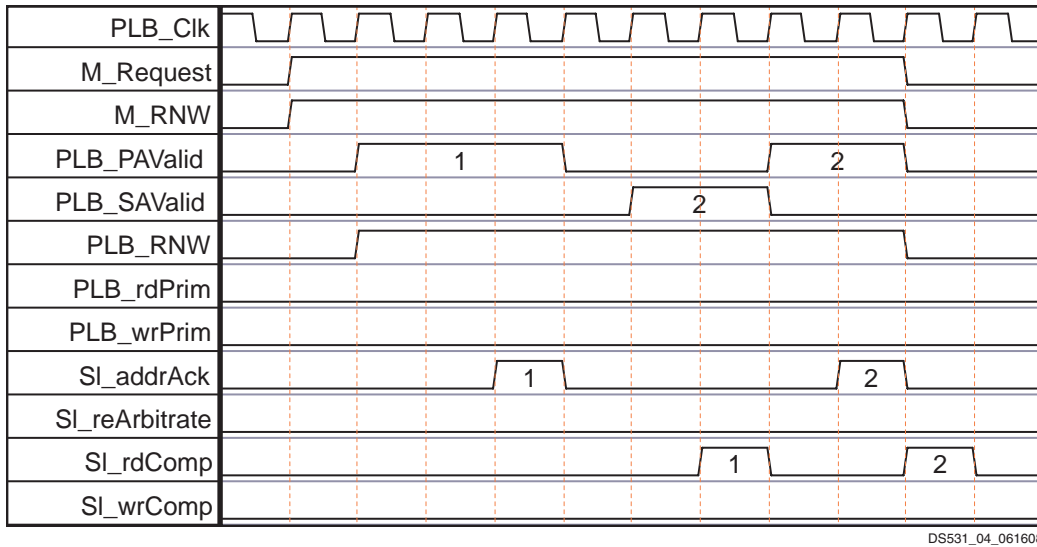 PLB_Clk
M_Request
M_RNW
PLB_PAValid 1 2
PLB_SAValid 2
PLB_RNW
PLB_rdPrim
PLB_wrPrim
Sl_addrAck 1 2
Sl_reArbitrate
Sl_rdComp 1 2
Sl_wrComp
DS531_04_061608